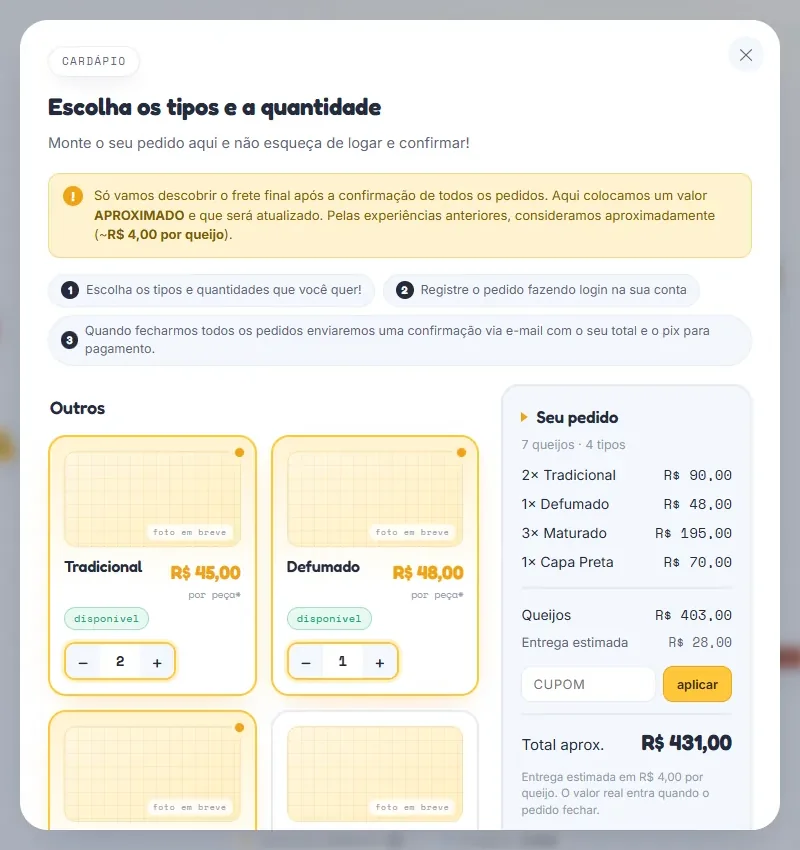 CARDÁPIO
Escolha os tipos e a quantidade
Monte o seu pedido aqui e não esqueça de logar e confirmar!
! Só vamos descobrir o frete final após a confirmação de todos os pedidos. Aqui colocamos um valor
APROXIMADO e que será atualizado. Pelas experiências anteriores, consideramos aproximadamente
(~R$ 4,00 por queijo).
1 Escolha os tipos e quantidades que você quer!
2 Registre o pedido fazendo login na sua conta
3 Quando fecharmos todos os pedidos enviaremos uma confirmação via e-mail com o seu total e o pix para
pagamento.
Outros
foto em breve
Tradicional
R$ 45,00
por peça*
disponível
− 2 +
foto em breve
Defumado
R$ 48,00
por peça*
disponível
− 1 +
foto em breve
foto em breve
Seu pedido
7 queijos · 4 tipos
2× Tradicional R$ 90,00
1× Defumado R$ 48,00
3× Maturado R$ 195,00
1× Capa Preta R$ 70,00
Queijos R$ 403,00
Entrega estimada R$ 28,00
CUPOM
aplicar
Total aprox. R$ 431,00
Entrega estimada em R$ 4,00 por
queijo. O valor real entra quando o
pedido fechar.